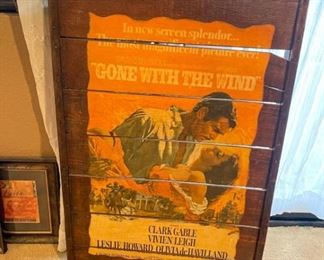 In new screen splendor...
The most magnificent picture ever!
"GONE WITH THE WIND"
CLARK GABLE
VIVIEN LEIGH
LESLIE HOWARD OLIVIA de HAVILLAND